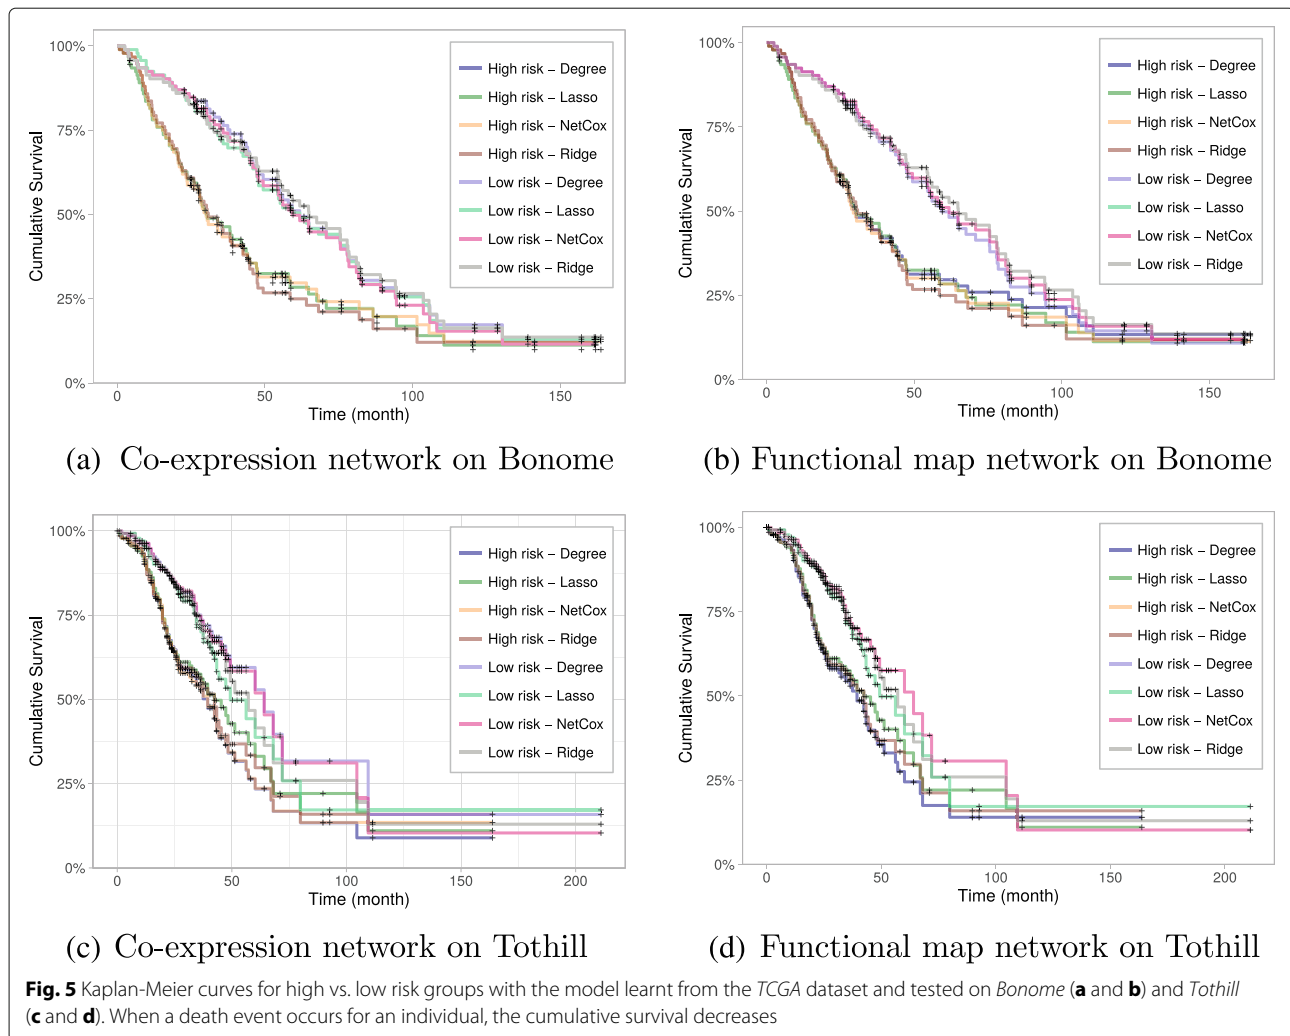 100%
75%
50%
25%
0%
Cumulative Survival
0 50 100 150
Time (month)
High risk – Degree
High risk – Lasso
High risk – NetCox
High risk – Ridge
Low risk – Degree
Low risk – Lasso
Low risk – NetCox
Low risk – Ridge
(a) Co-expression network on Bonome
100%
75%
50%
25%
0%
Cumulative Survival
0 50 100 150
Time (month)
High risk – Degree
High risk – Lasso
High risk – NetCox
High risk – Ridge
Low risk – Degree
Low risk – Lasso
Low risk – NetCox
Low risk – Ridge
(b) Functional map network on Bonome
100%
75%
50%
25%
0%
Cumulative Survival
0 50 100 150 200
Time (month)
High risk – Degree
High risk – Lasso
High risk – NetCox
High risk – Ridge
Low risk – Degree
Low risk – Lasso
Low risk – NetCox
Low risk – Ridge
(c) Co-expression network on Tothill
100%
75%
50%
25%
0%
Cumulative Survival
0 50 100 150 200
Time (month)
High risk – Degree
High risk – Lasso
High risk – NetCox
High risk – Ridge
Low risk – Degree
Low risk – Lasso
Low risk – NetCox
Low risk – Ridge
(d) Functional map network on Tothill
Fig. 5 Kaplan-Meier curves for high vs. low risk groups with the model learnt from the TCGA dataset and tested on Bonome (a and b) and Tothill
(c and d). When a death event occurs for an individual, the cumulative survival decreases